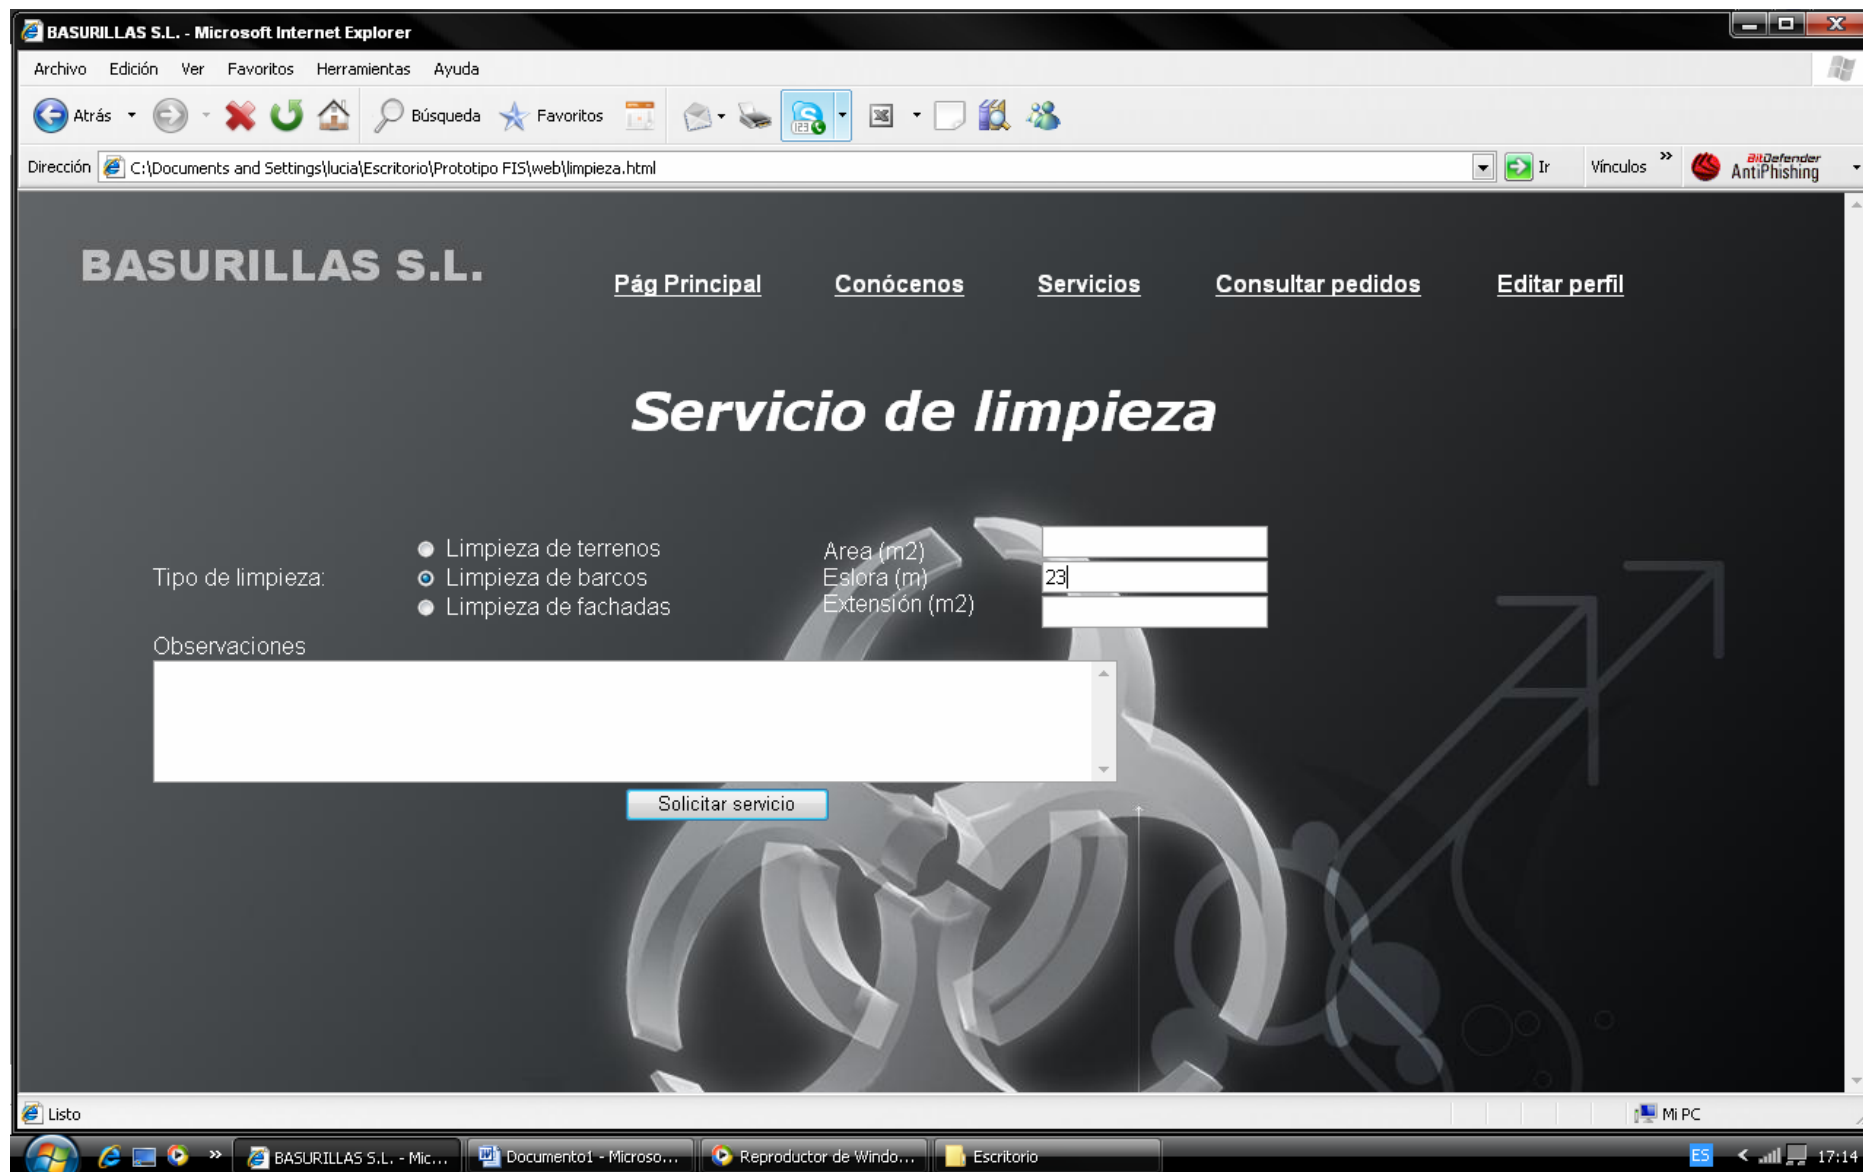 BASURILLAS S.L. - Microsoft Internet Explorer
Archivo Edición Ver Favoritos Herramientas Ayuda
Atrás Búsqueda Favoritos
Dirección C:\Documents and Settings\lucia\Escritorio\Prototipo FIS\web\limpieza.html Ir Vínculos » BitDefender AntiPhishing
BASURILLAS S.L.
Pág Principal Conócenos Servicios Consultar pedidos Editar perfil
Servicio de limpieza
Limpieza de terrenos Area (m2)
Tipo de limpieza: Limpieza de barcos Eslora (m) 23
Limpieza de fachadas Extensión (m2)
Observaciones
Solicitar servicio
Listo Mi PC
» BASURILLAS S.L. - Mic... Documento1 - Microso... Reproductor de Windo... Escritorio ES < 17:14